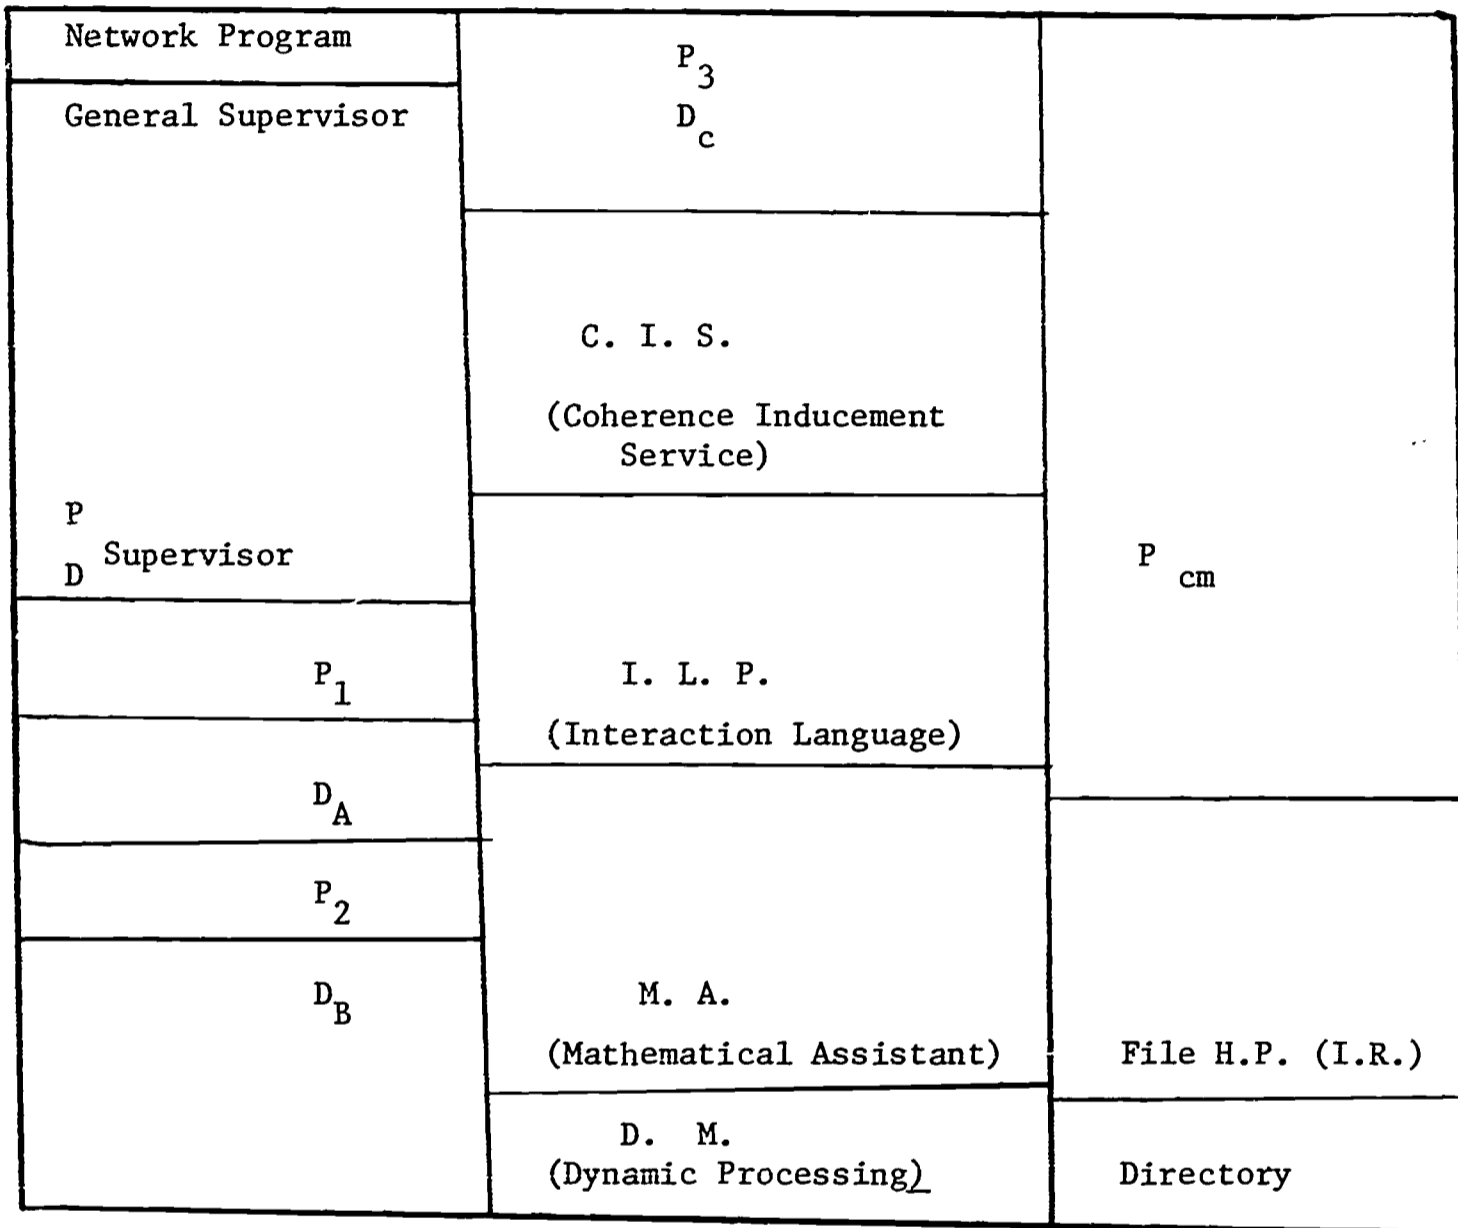 Network Program
General Supervisor
P
D Supervisor
P1
DA
P2
DB
P3
Dc
C. I. S.
(Coherence Inducement
Service)
I. L. P.
(Interaction Language)
M. A.
(Mathematical Assistant)
D. M.
(Dynamic Processing)
P cm
File H.P. (I.R.)
Directory